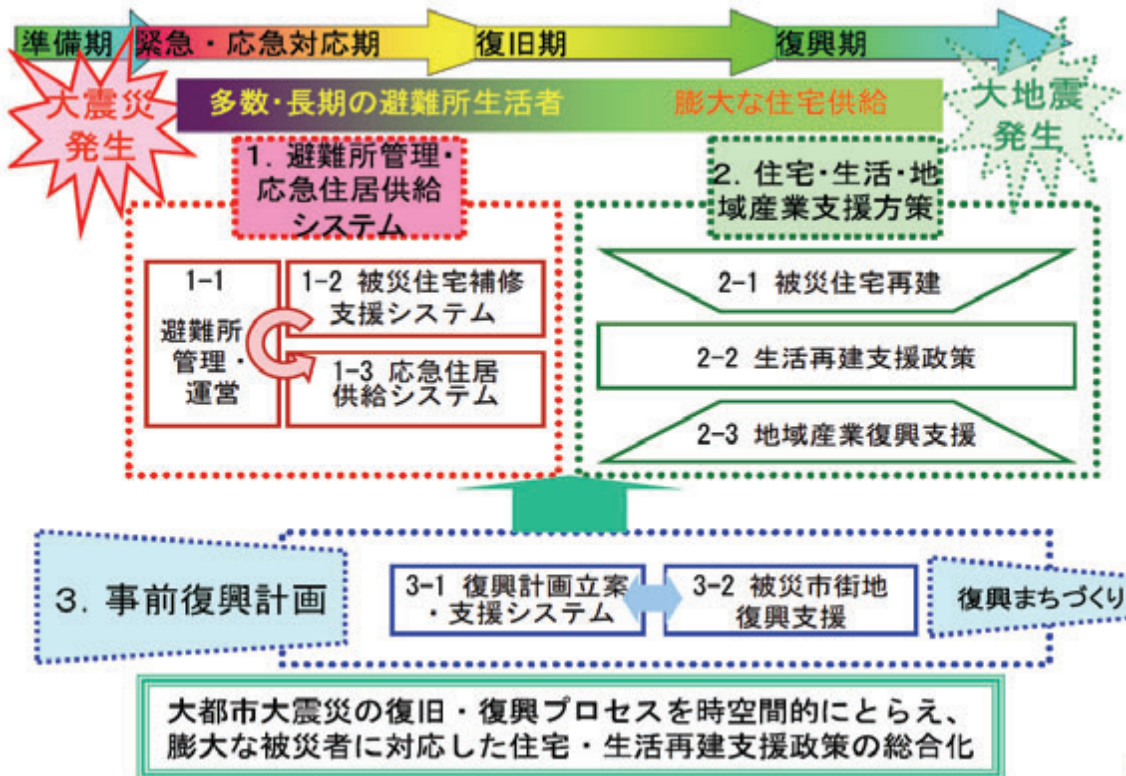 準備期
緊急・応急対応期
復旧期
復興期
大震災
発生
多数・長期の避難所生活者
膨大な住宅供給
大地震
発生
1. 避難所管理・
応急住居供給
システム
2. 住宅・生活・地
域産業支援方策
1-1
避難所
管理・
運営
1-2 被災住宅補修
支援システム
1-3 応急住居
供給システム
2-1 被災住宅再建
2-2 生活再建支援政策
2-3 地域産業復興支援
3. 事前復興計画
3-1 復興計画立案
・支援システム
3-2 被災市街地
復興支援
復興まちづくり
大都市大震災の復旧・復興プロセスを時空間的にとらえ、
膨大な被災者に対応した住宅・生活再建支援政策の総合化